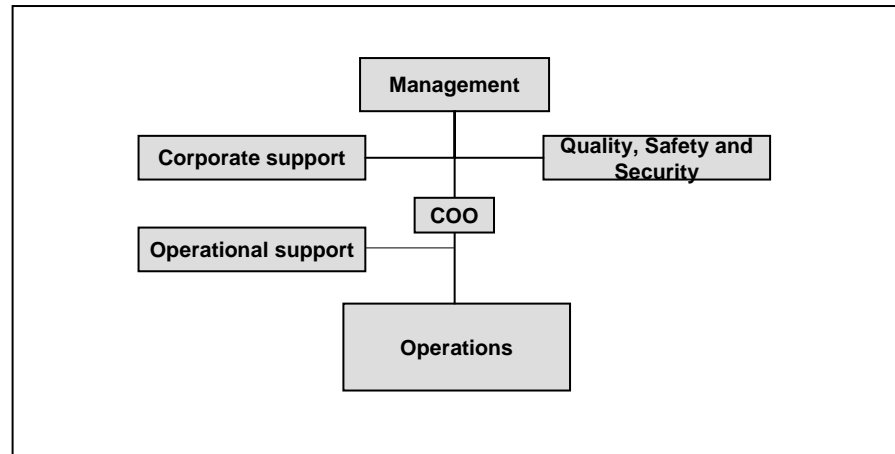 Management
Corporate support
Quality, Safety and
Security
COO
Operational support
Operations